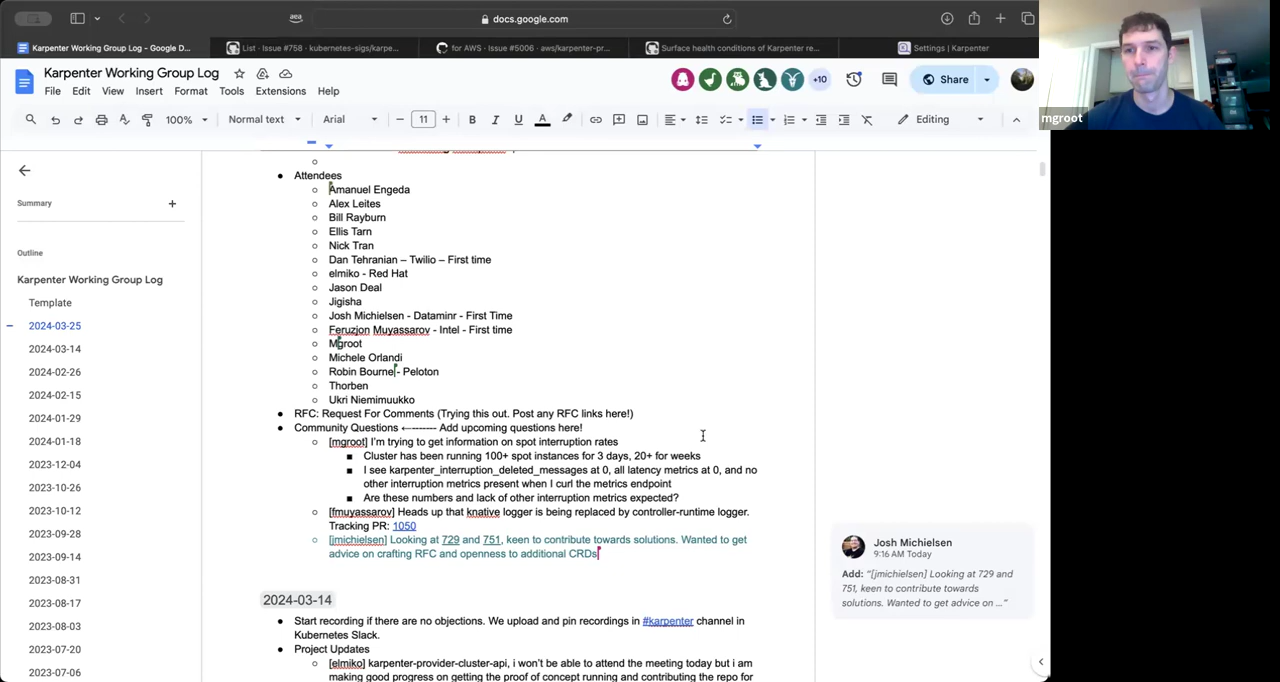 aea
docs.google.com
Karpenter Working Group Log - Google D...
List · Issue #758 · kubernetes-sigs/karpe...
for AWS · Issue #5006 · aws/karpenter-pr...
Surface health conditions of Karpenter re...
Settings | Karpenter
Karpenter Working Group Log
File Edit View Insert Format Tools Extensions Help
+10
Share
100% Normal text Arial 11 Editing
mgroot
Summary
Outline
Karpenter Working Group Log
Template
2024-03-25
2024-03-14
2024-02-26
2024-02-15
2024-01-29
2024-01-18
2023-12-04
2023-10-26
2023-10-12
2023-09-28
2023-09-14
2023-08-31
2023-08-17
2023-08-03
2023-07-20
2023-07-06
Attendees
Amanuel Engeda
Alex Leites
Bill Rayburn
Ellis Tarn
Nick Tran
Dan Tehranian – Twilio – First time
elmiko - Red Hat
Jason Deal
Jigisha
Josh Michielsen - Dataminr - First Time
Feruzjon Muyassarov - Intel - First time
Mgroot
Michele Orlandi
Robin Bourne - Peloton
Thorben
Ukri Niemimuukko
RFC: Request For Comments (Trying this out. Post any RFC links here!)
Community Questions ←------- Add upcoming questions here!
[mgroot] I'm trying to get information on spot interruption rates
Cluster has been running 100+ spot instances for 3 days, 20+ for weeks
I see karpenter_interruption_deleted_messages at 0, all latency metrics at 0, and no
other interruption metrics present when I curl the metrics endpoint
Are these numbers and lack of other interruption metrics expected?
[fmuyassarov] Heads up that knative logger is being replaced by controller-runtime logger.
Tracking PR: 1050
[jmichielsen] Looking at 729 and 751, keen to contribute towards solutions. Wanted to get
advice on crafting RFC and openness to additional CRDs
2024-03-14
Start recording if there are no objections. We upload and pin recordings in #karpenter channel in
Kubernetes Slack.
Project Updates
[elmiko] karpenter-provider-cluster-api, i won't be able to attend the meeting today but i am
making good progress on getting the proof of concept running and contributing the repo for
Josh Michielsen
9:16 AM Today
Add: "[jmichielsen] Looking at 729 and
751, keen to contribute towards
solutions. Wanted to get advice on ..."